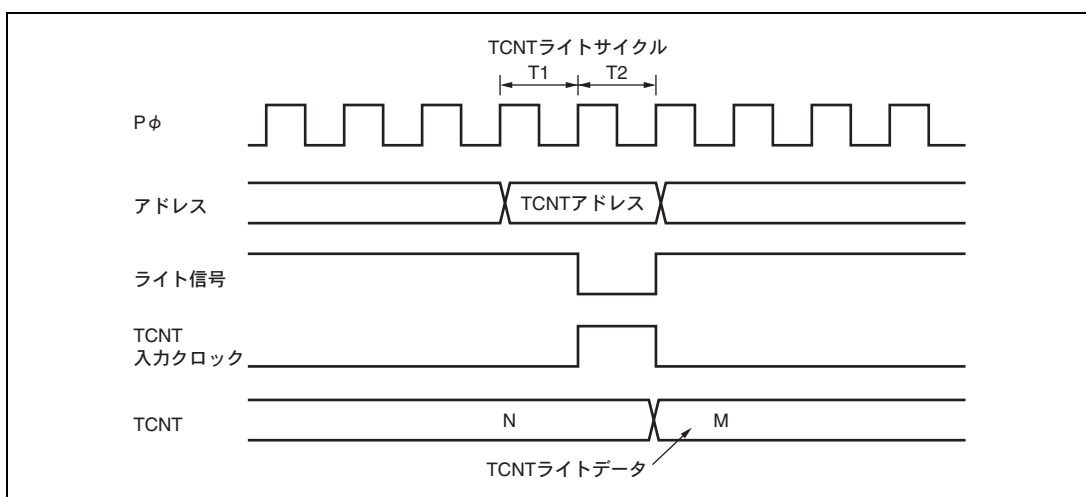 TCNTライトサイクル
T1 T2
Pφ
アドレス
TCNTアドレス
ライト信号
TCNT
入力クロック
TCNT
N
M
TCNTライトデータ